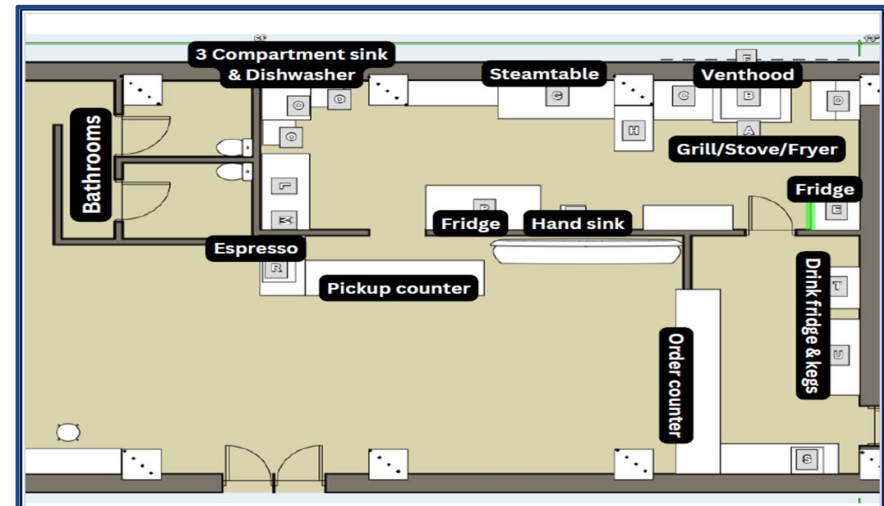 3 Compartment sink
& Dishwasher
Steamtable
Venthood
Bathrooms
Grill/Stove/Fryer
Fridge
Fridge
Hand sink
Espresso
Pickup counter
Order counter
Drink fridge & kegs
G
H
C
B
A
D
E
R
L
T
U
S
O
O
O